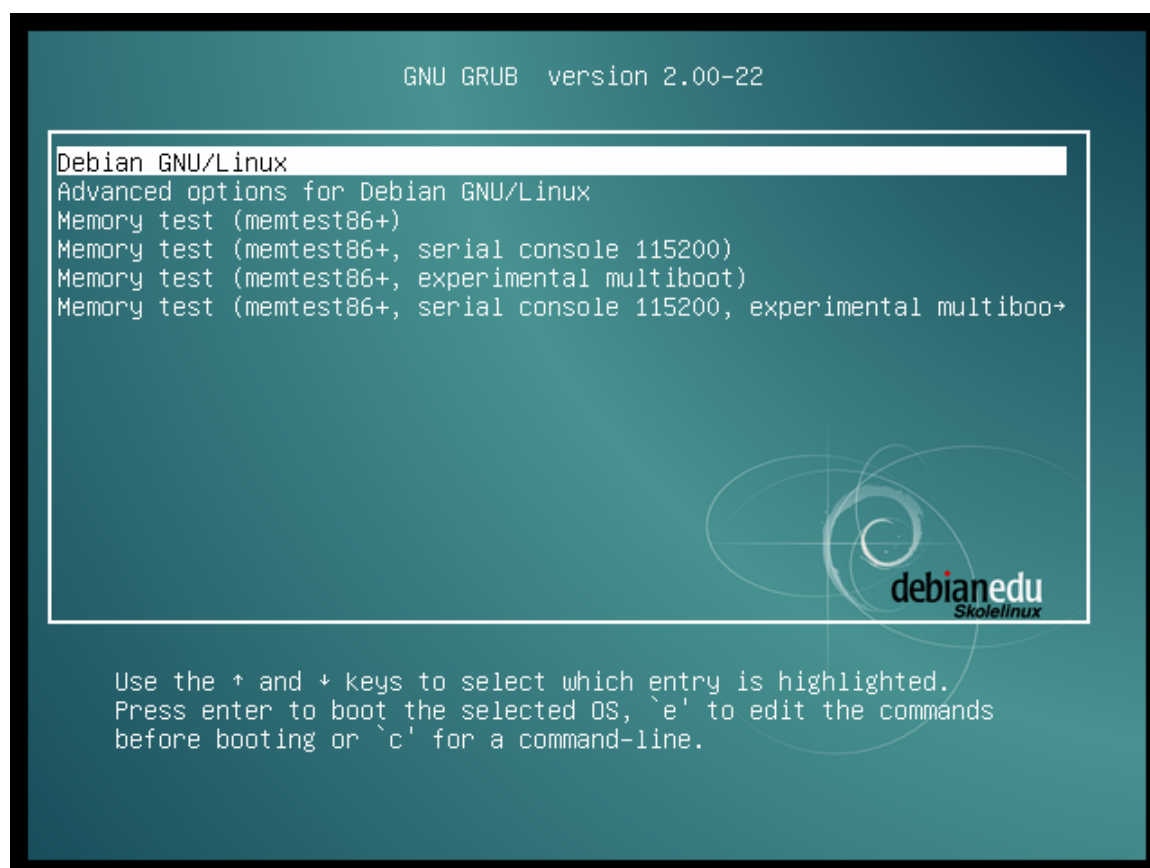 GNU GRUB  version 2.00-22
Debian GNU/Linux
Advanced options for Debian GNU/Linux
Memory test (memtest86+)
Memory test (memtest86+, serial console 115200)
Memory test (memtest86+, experimental multiboot)
Memory test (memtest86+, serial console 115200, experimental multiboo→
debianedu
Skolelinux
Use the ↑ and ↓ keys to select which entry is highlighted.
Press enter to boot the selected OS, `e' to edit the commands
before booting or `c' for a command-line.